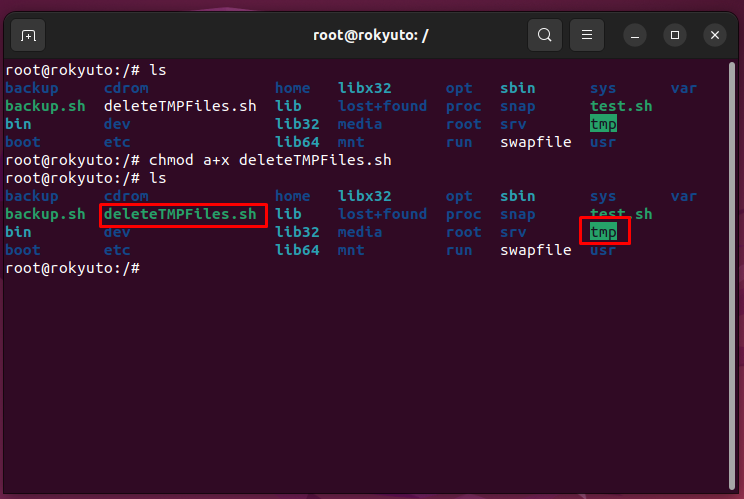 root@rokyuto: /
root@rokyuto:/# ls
backup cdrom home libx32 opt sbin sys var
backup.sh deleteTMPFiles.sh lib lost+found proc snap test.sh
bin dev lib32 media root srv tmp
boot etc lib64 mnt run swapfile usr
root@rokyuto:/# chmod a+x deleteTMPFiles.sh
root@rokyuto:/# ls
backup cdrom home libx32 opt sbin sys var
backup.sh deleteTMPFiles.sh lib lost+found proc snap test.sh
bin dev lib32 media root srv tmp
boot etc lib64 mnt run swapfile usr
root@rokyuto:/#